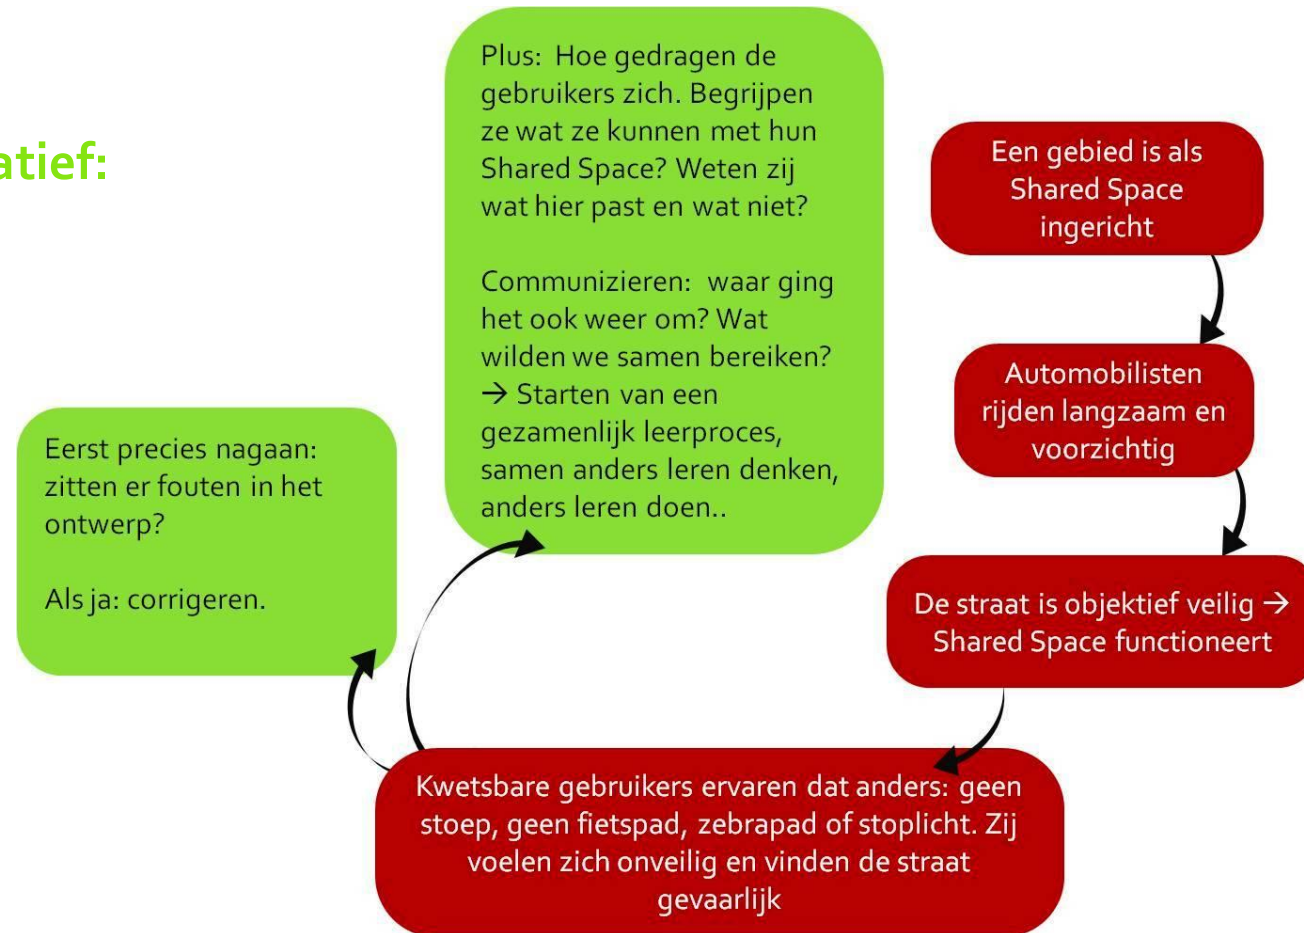 atief:
Plus: Hoe gedragen de
gebruikers zich. Begrijpen
ze wat ze kunnen met hun
Shared Space? Weten zij
wat hier past en wat niet?
Communizieren: waar ging
het ook weer om? Wat
wilden we samen bereiken?
→ Starten van een
gezamenlijk leerproces,
samen anders leren denken,
anders leren doen..
Een gebied is als
Shared Space
ingericht
Automobilisten
rijden langzaam en
voorzichtig
De straat is objektief veilig →
Shared Space functioneert
Kwetsbare gebruikers ervaren dat anders: geen
stoep, geen fietspad, zebrapad of stoplicht. Zij
voelen zich onveilig en vinden de straat
gevaarlijk
Eerst precies nagaan:
zitten er fouten in het
ontwerp?
Als ja: corrigeren.